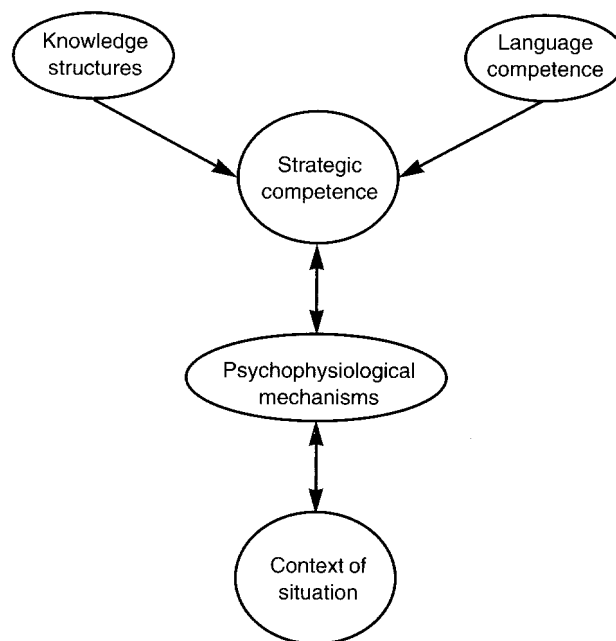 Knowledge
structures
Language
competence
Strategic
competence
Psychophysiological
mechanisms
Context of
situation